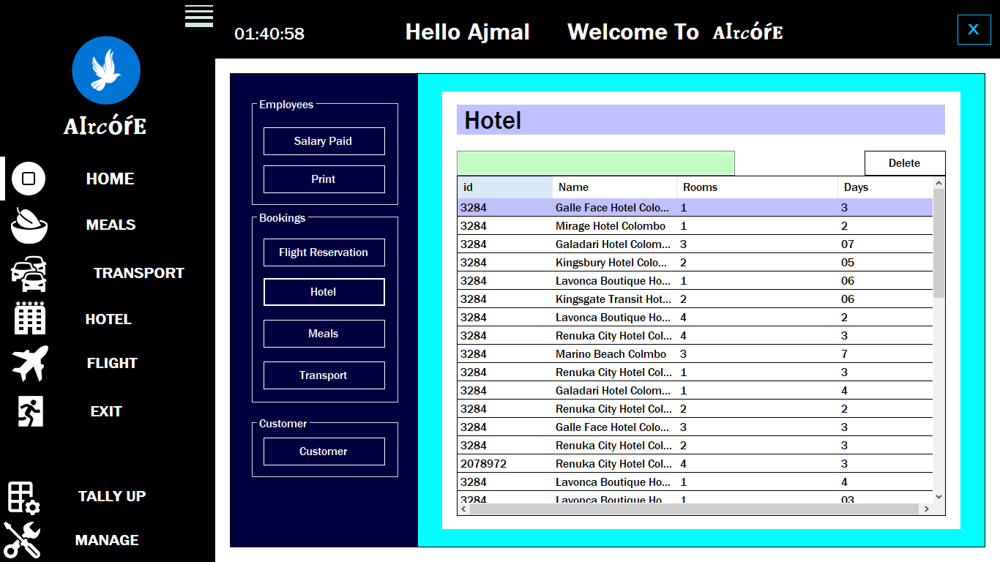 01:40:58
Hello Ajmal
Welcome To
AIrcóŕE
X
AIrcóŕE
HOME
MEALS
TRANSPORT
HOTEL
FLIGHT
EXIT
TALLY UP
MANAGE
Employees
Salary Paid
Print
Bookings
Flight Reservation
Hotel
Meals
Transport
Customer
Customer
Hotel
Delete
id Name Rooms Days
3284 Galle Face Hotel Colo... 1 3
3284 Mirage Hotel Colombo 1 2
3284 Galadari Hotel Colom... 3 07
3284 Kingsbury Hotel Colo... 2 05
3284 Lavonca Boutique Ho... 1 06
3284 Kingsgate Transit Hot... 2 06
3284 Lavonca Boutique Ho... 4 2
3284 Renuka City Hotel Col... 4 3
3284 Marino Beach Colmbo 3 7
3284 Renuka City Hotel Col... 1 3
3284 Galadari Hotel Colom... 1 4
3284 Renuka City Hotel Col... 2 2
3284 Galle Face Hotel Colo... 3 3
3284 Renuka City Hotel Col... 2 3
2078972 Renuka City Hotel Col... 4 3
3284 Lavonca Boutique Ho... 1 4
3284 Lavonca Boutique Ho... 1 03